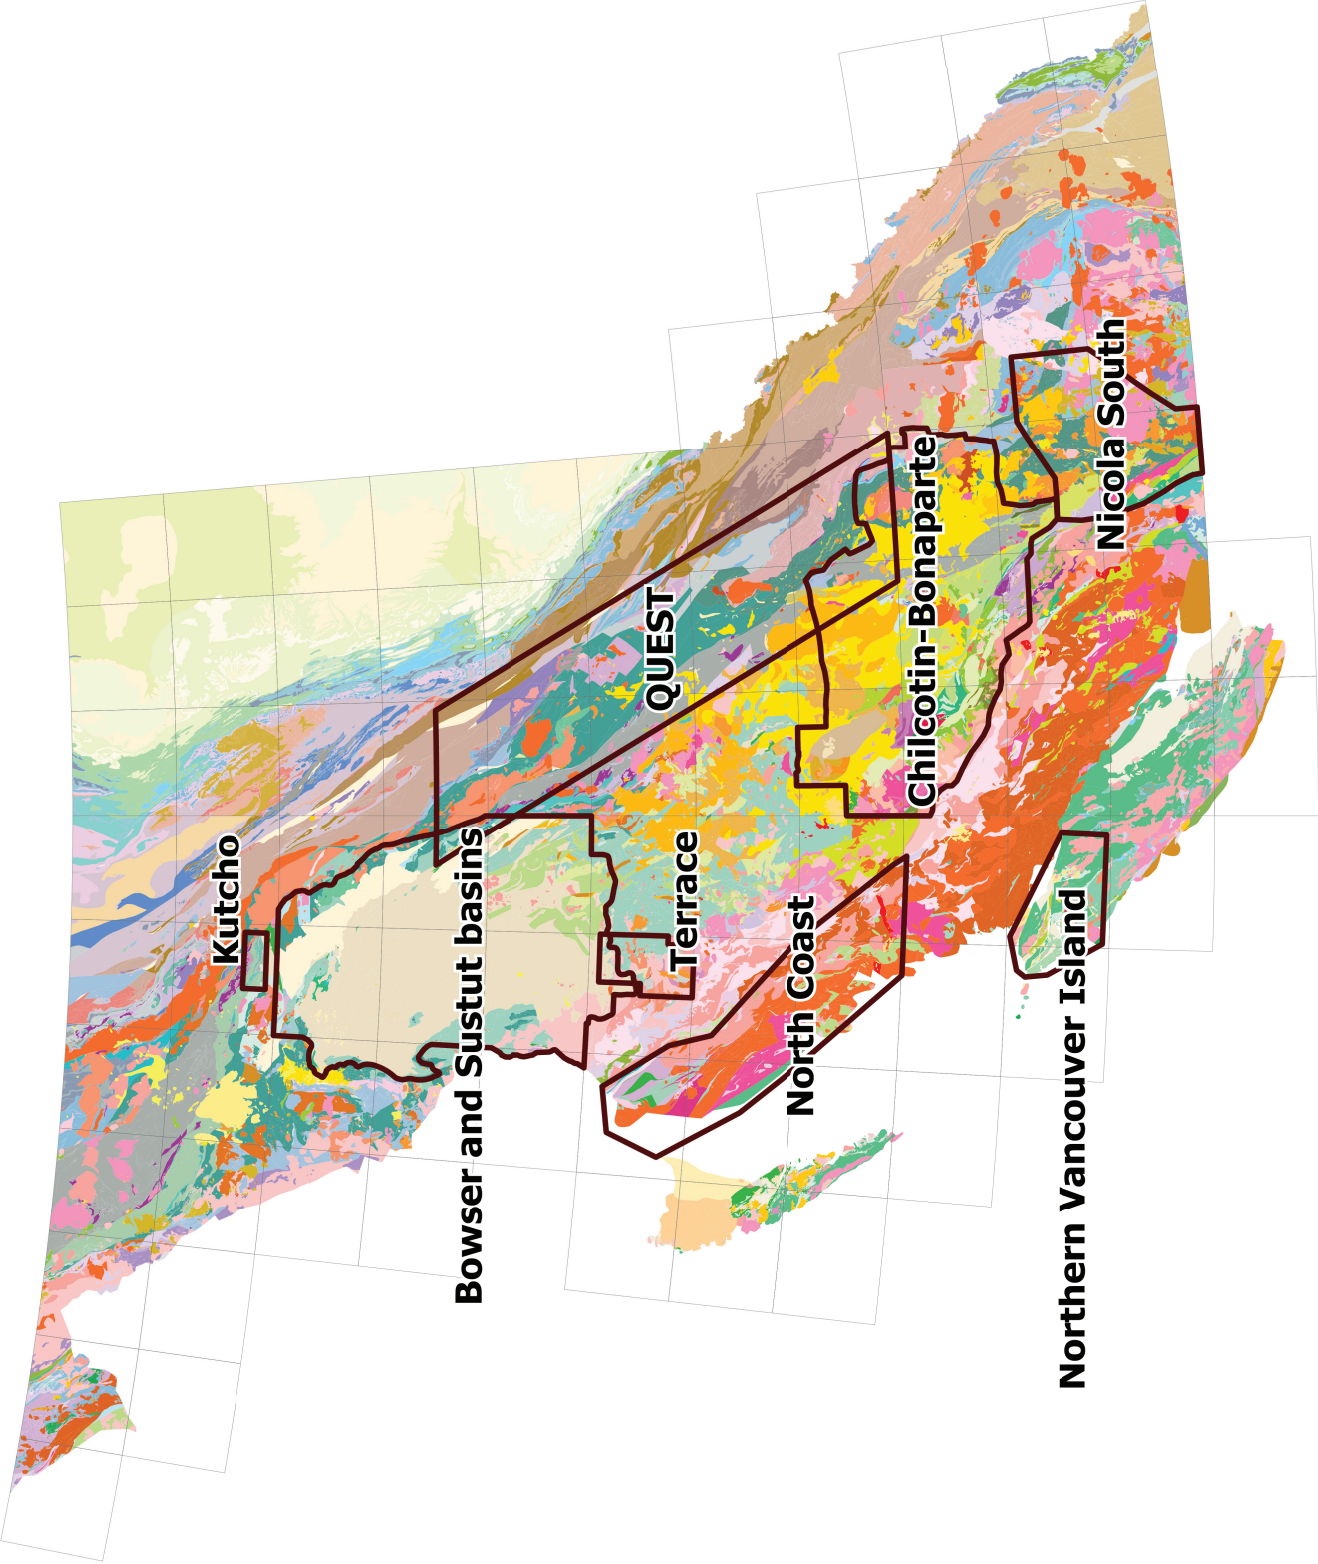 Kutcho
Bowser and Sustut basins
QUEST
Terrace
North Coast
Chilcotin-Bonaparte
Northern Vancouver Island
Nicola South